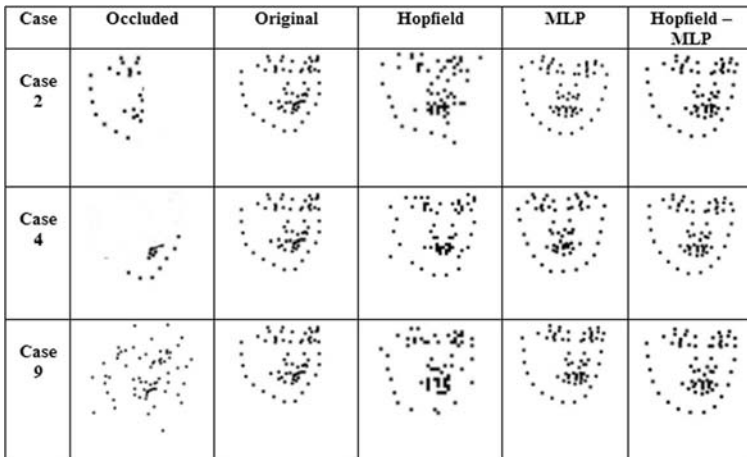 Case Occluded Original Hopfield MLP Hopfield –
MLP
Case
2
Case
4
Case
9